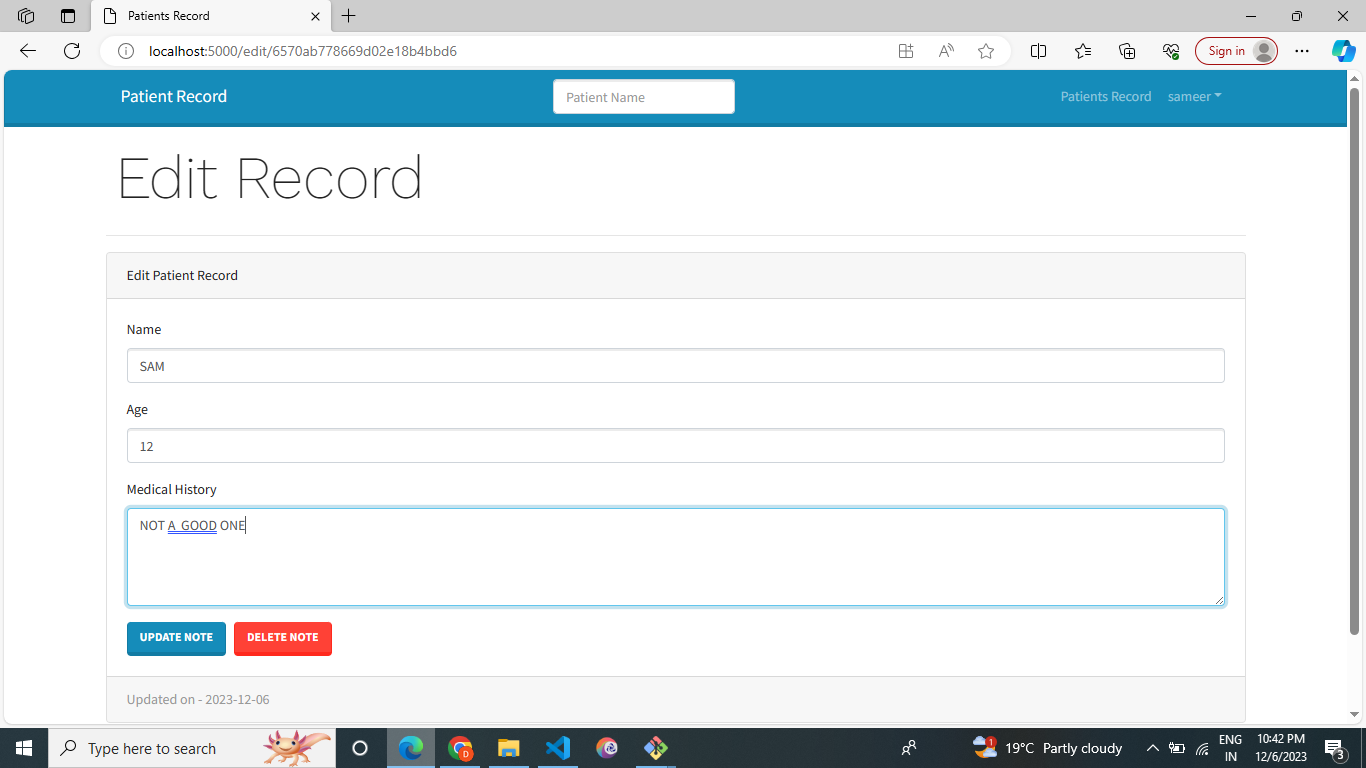 Patients Record
localhost:5000/edit/6570ab778669d02e18b4bbd6
Sign in
Patient Record
Patient Name
Patients Record
sameer
Edit Record
Edit Patient Record
Name
SAM
Age
12
Medical History
NOT A GOOD ONE
UPDATE NOTE
DELETE NOTE
Updated on - 2023-12-06
Type here to search
1
19°C Partly cloudy
ENG
IN
10:42 PM
12/6/2023
3